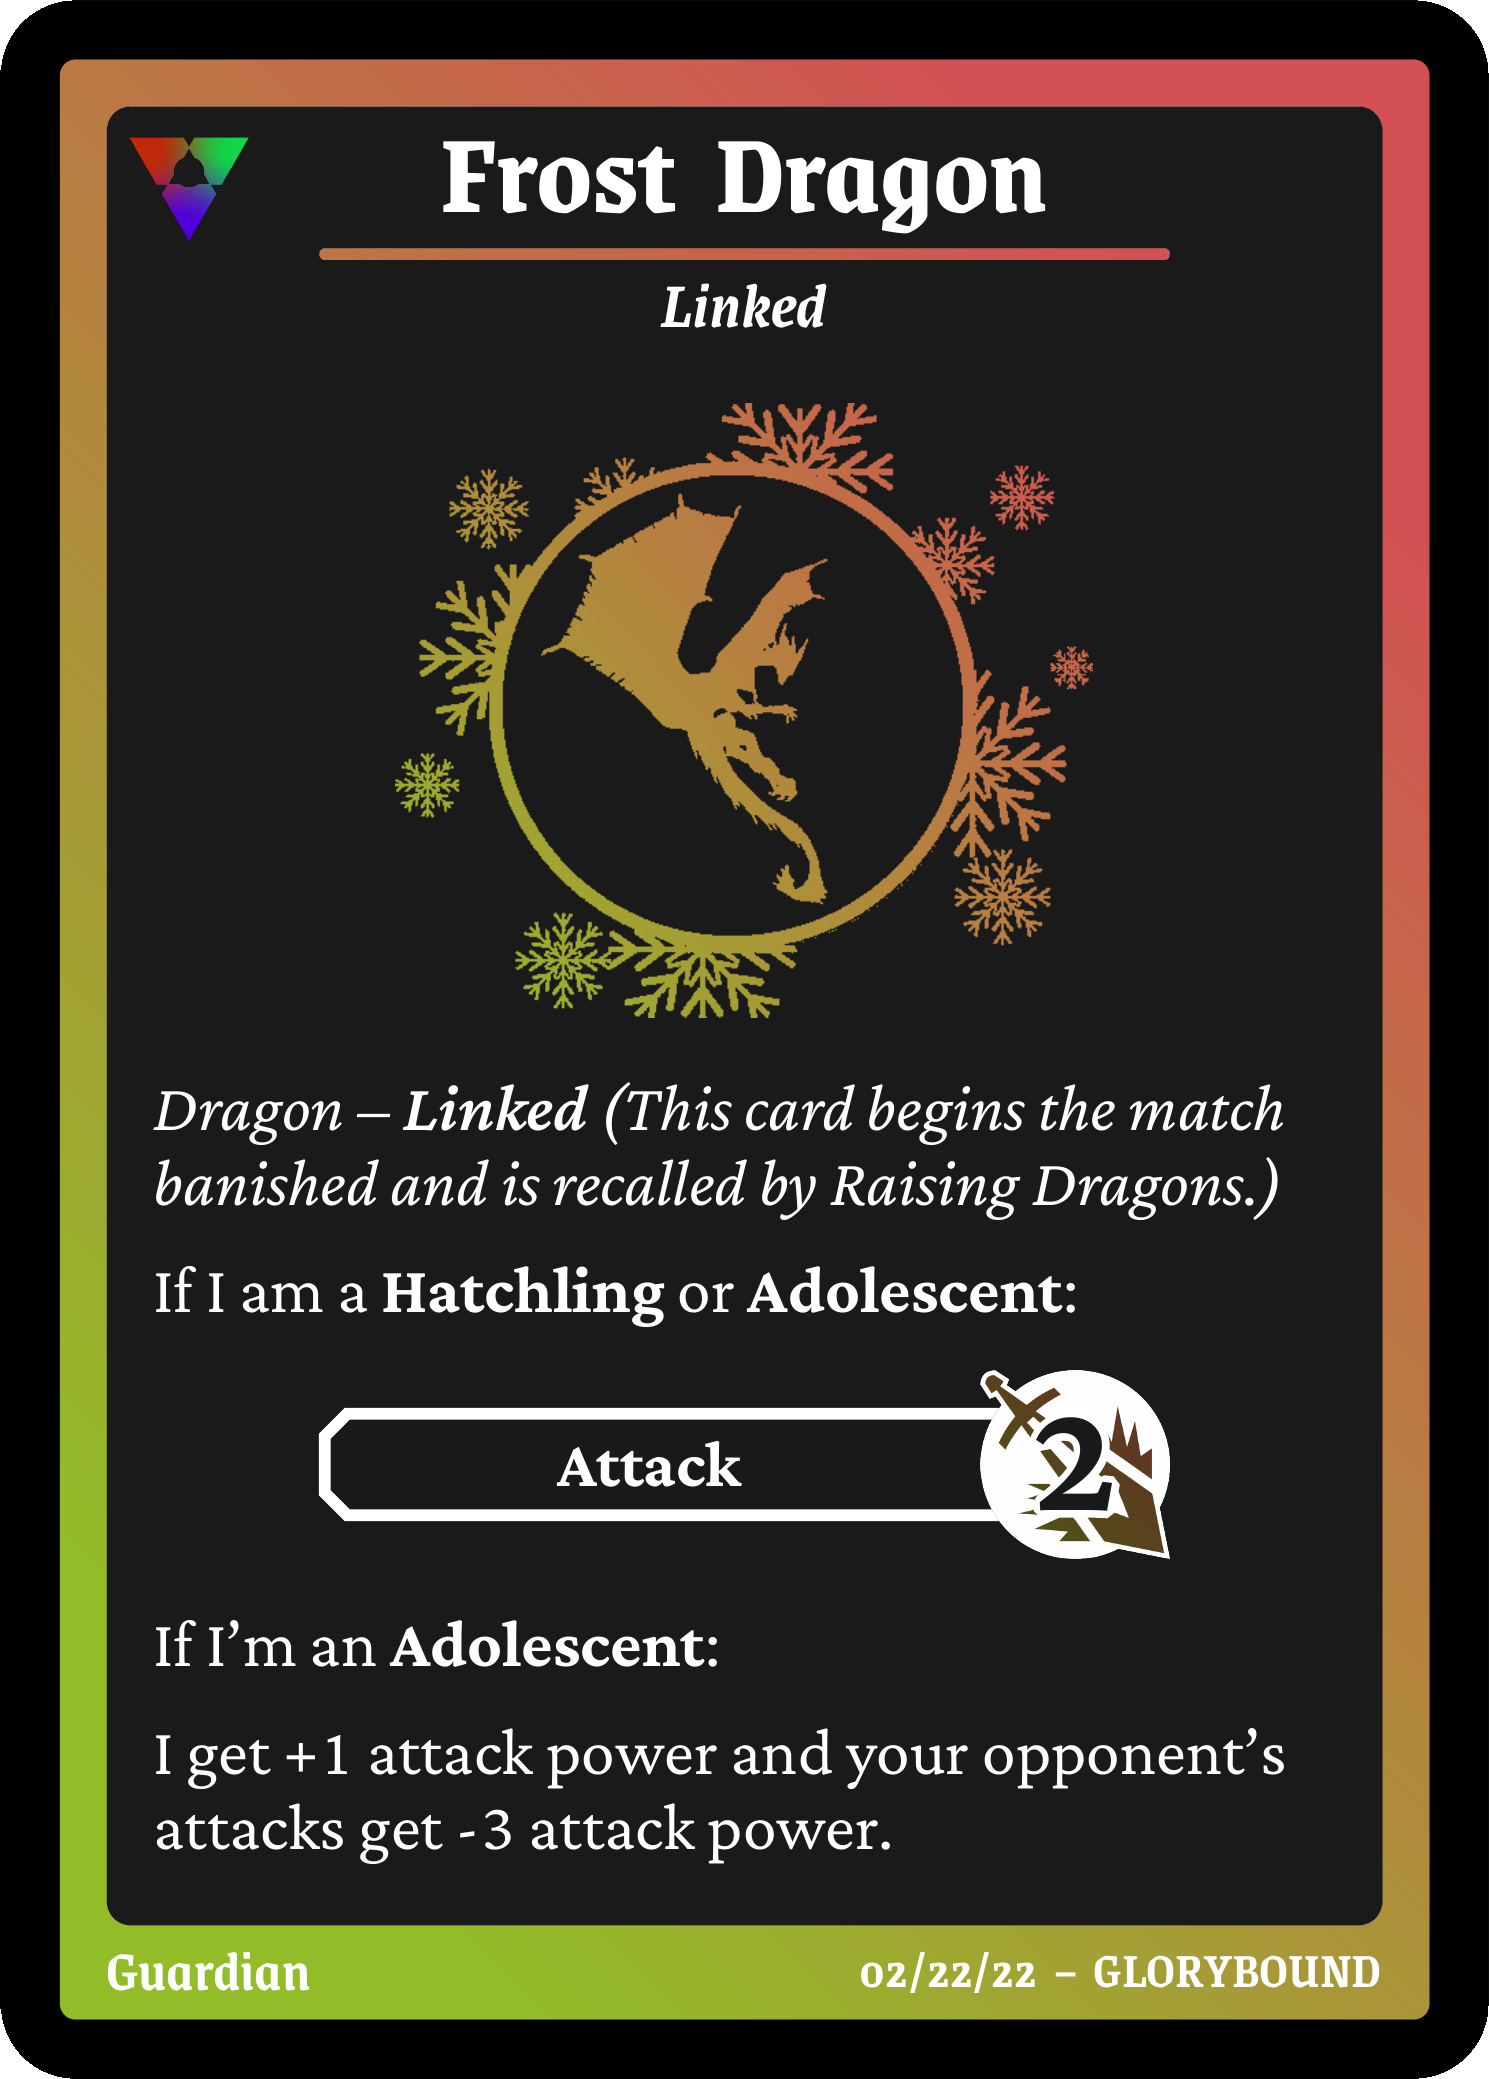 Frost Dragon
Linked
Dragon – Linked (This card begins the match
banished and is recalled by Raising Dragons.)
If I am a Hatchling or Adolescent:
Attack
2
If I’m an Adolescent:
I get +1 attack power and your opponent’s
attacks get -3 attack power.
Guardian
02/22/22 – GLORYBOUND